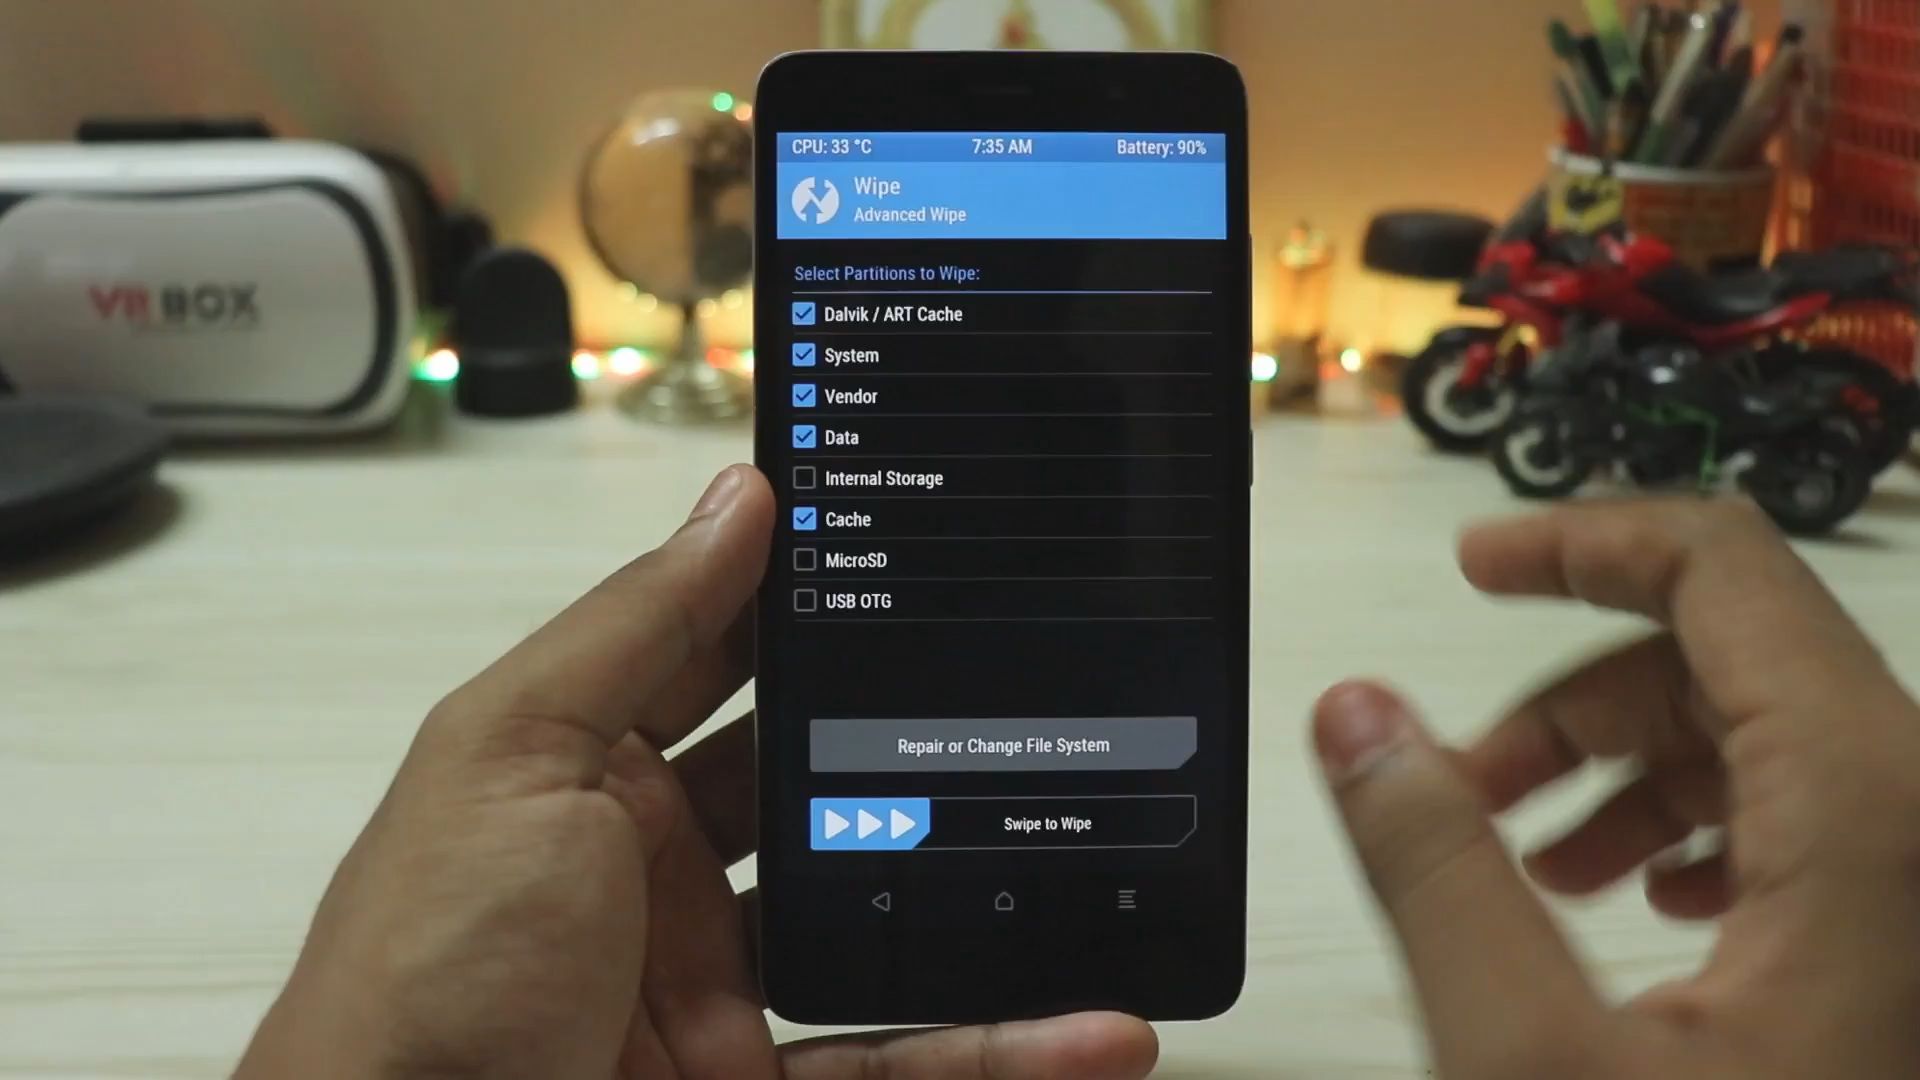 VR BOX
CPU: 33 °C 7:35 AM Battery: 90%
Wipe
Advanced Wipe
Select Partitions to Wipe:
Dalvik / ART Cache
System
Vendor
Data
Internal Storage
Cache
MicroSD
USB OTG
Repair or Change File System
Swipe to Wipe